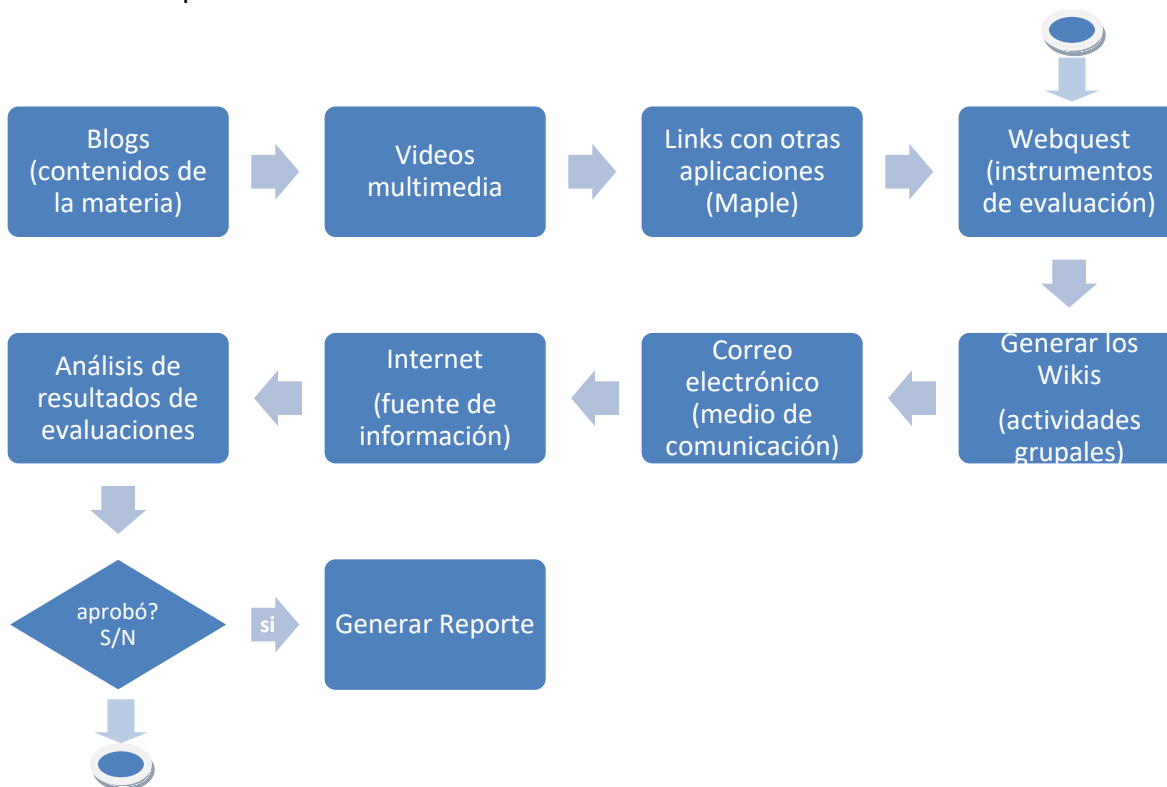 Blogs
(contenidos de
la materia)
Videos
multimedia
Links con otras
aplicaciones
(Maple)
Webquest
(instrumentos
de evaluación)
Generar los
Wikis
(actividades
grupales)
Correo
electrónico
(medio de
comunicación)
Internet
(fuente de
información)
Análisis de
resultados de
evaluaciones
aprobó?
S/N
si
Generar Reporte